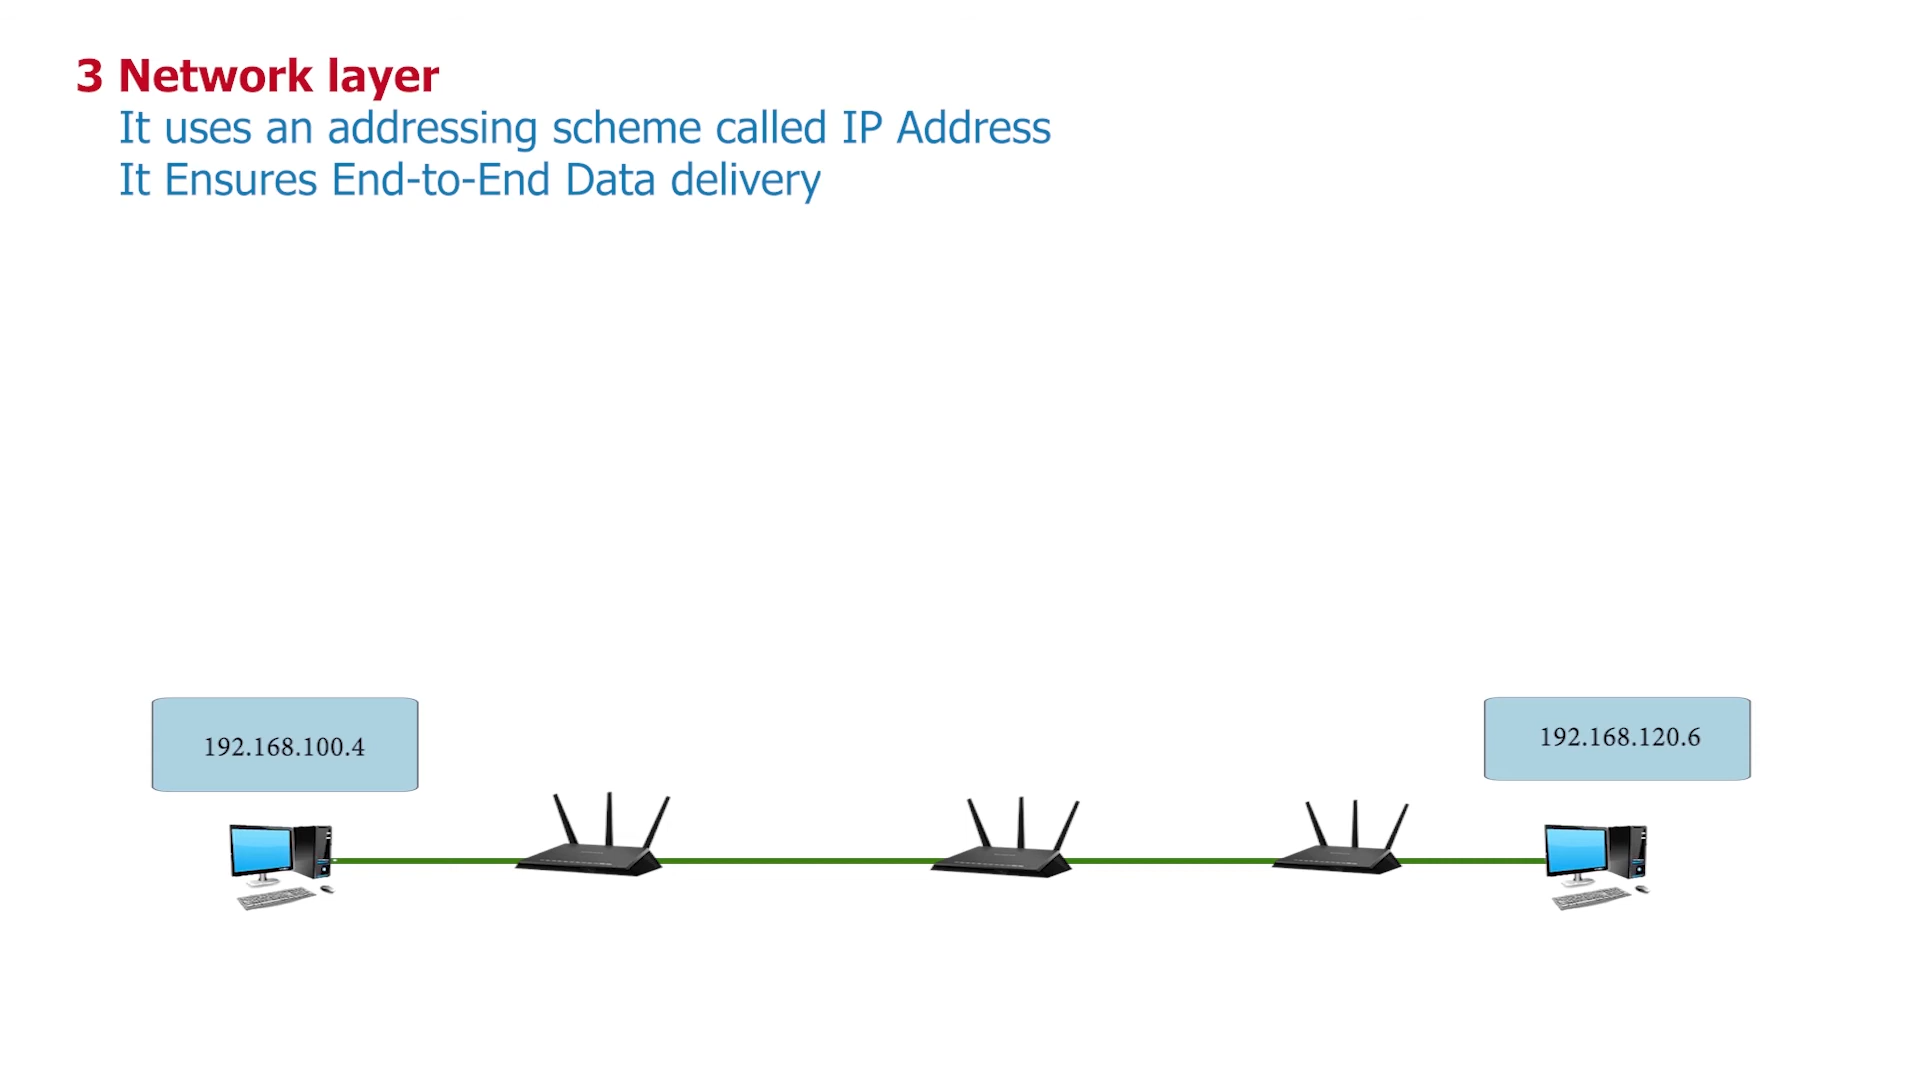 3 Network layer
It uses an addressing scheme called IP Address
It Ensures End-to-End Data delivery
192.168.100.4
192.168.120.6